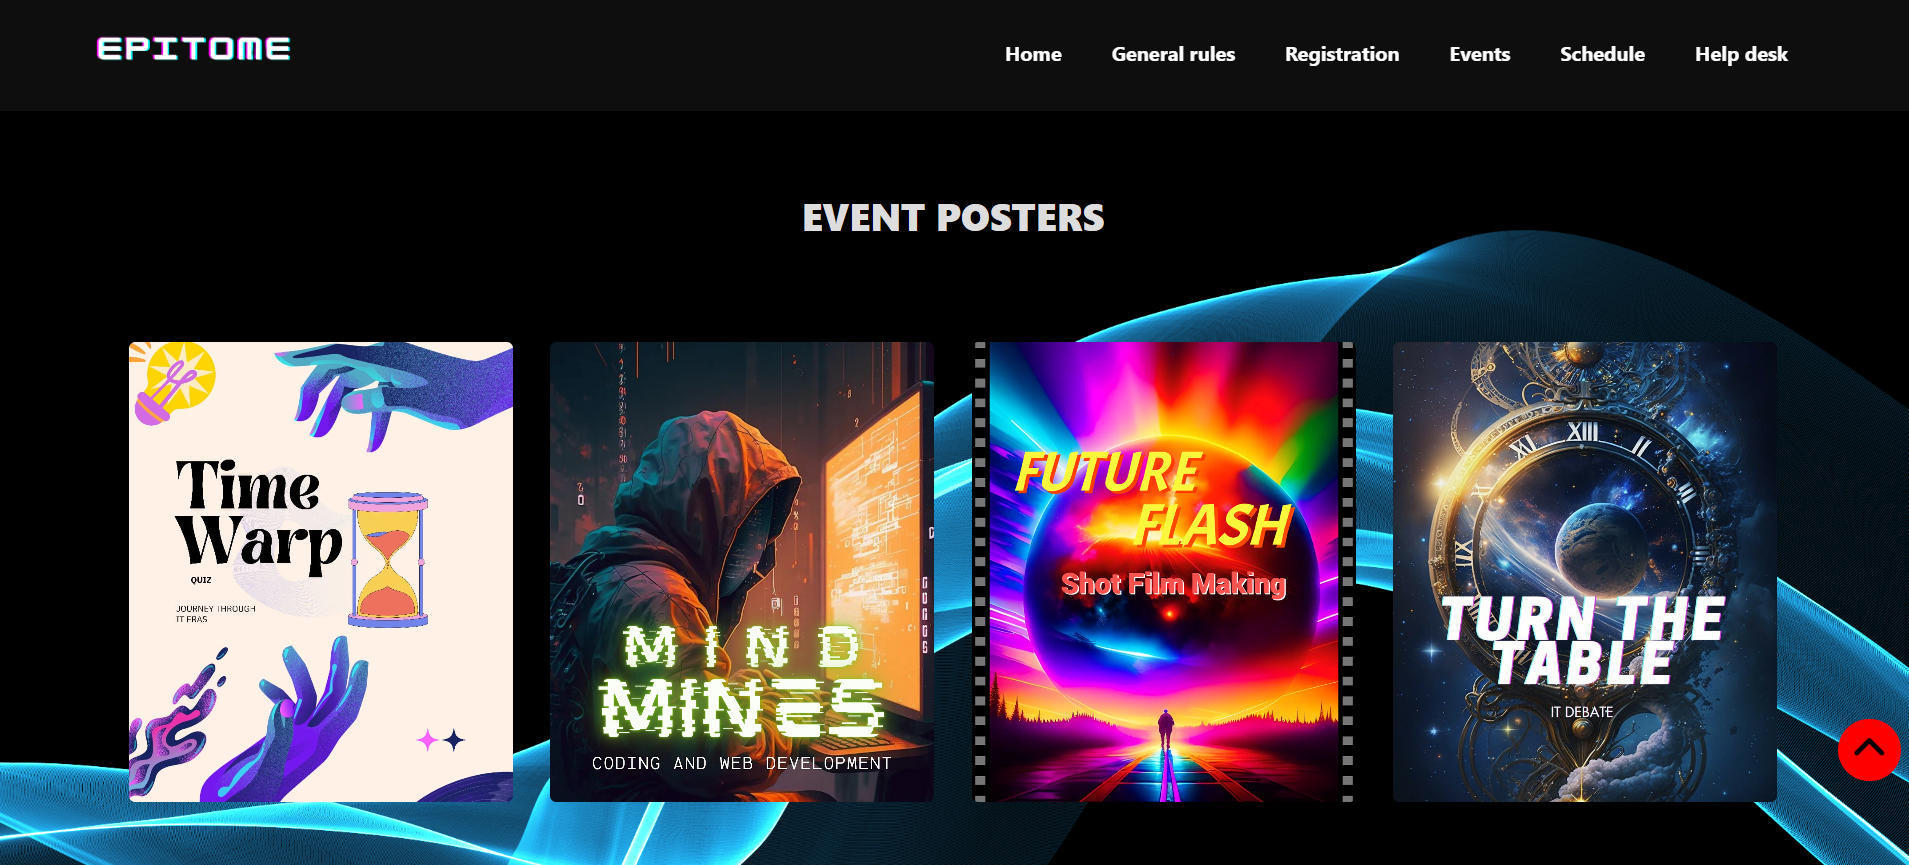 EPITOME
Home General rules Registration Events Schedule Help desk
EVENT POSTERS
Time
Warp
QUIZ
JOURNEY THROUGH
IT ERAS
MIND
MINES
CODING AND WEB DEVELOPMENT
FUTURE
FLASH
Shot Film Making
TURN THE
TABLE
IT DEBATE